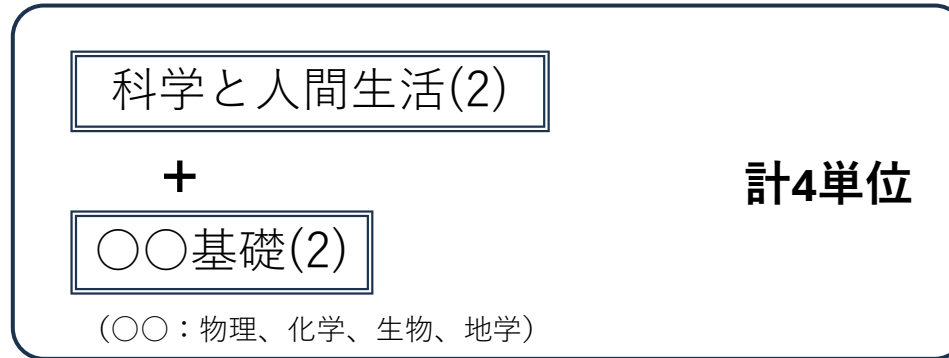 科学と人間生活(2)
+
計4単位
○○基礎(2)
(○○：物理、化学、生物、地学)